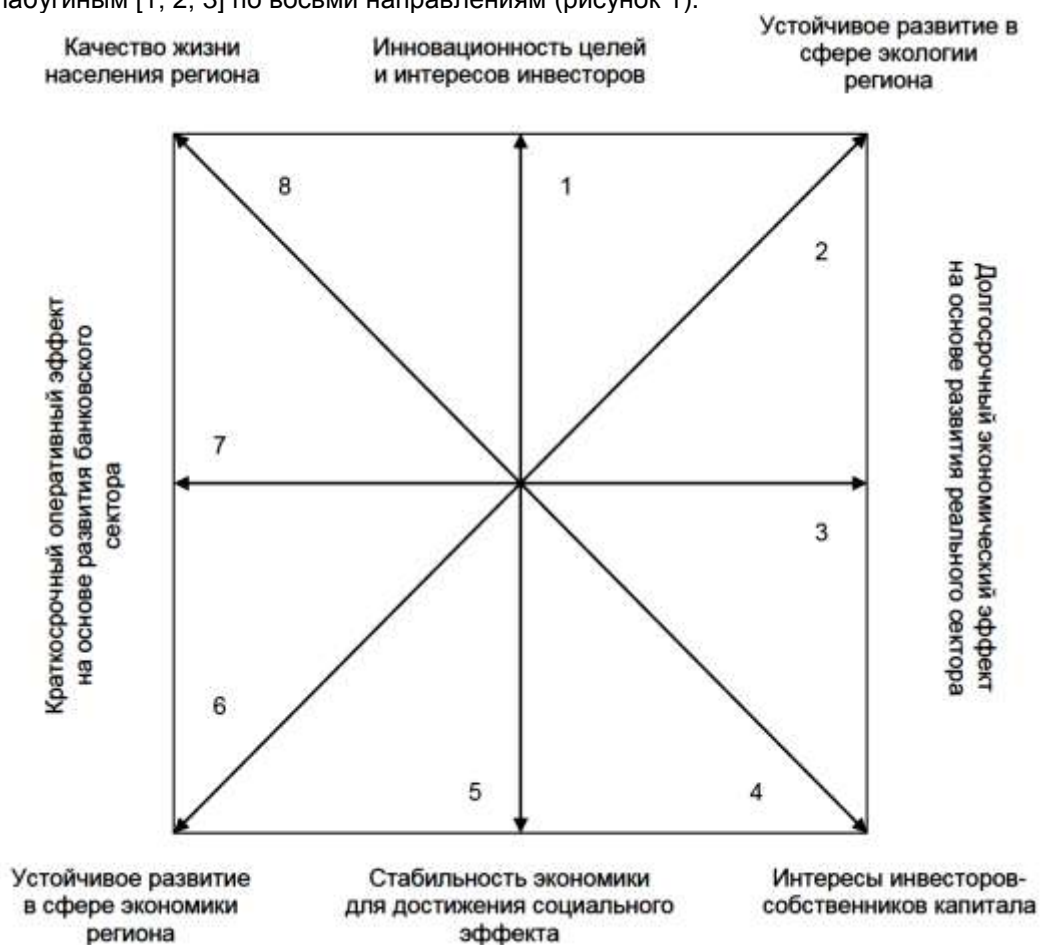 [1, 2, 3] по восьми направлениям (рисунок 1).
Качество жизни
населения региона
Инновационность целей
и интересов инвесторов
Устойчивое развитие в
сфере экологии
региона
8
1
2
Краткосрочный оперативный эффект
на основе развития банковского
сектора
7
Долгосрочный экономический эффект
на основе развития реального сектора
3
6
5
4
Устойчивое развитие
в сфере экономики
региона
Стабильность экономики
для достижения социального
эффекта
Интересы инвесторов-
собственников капитала